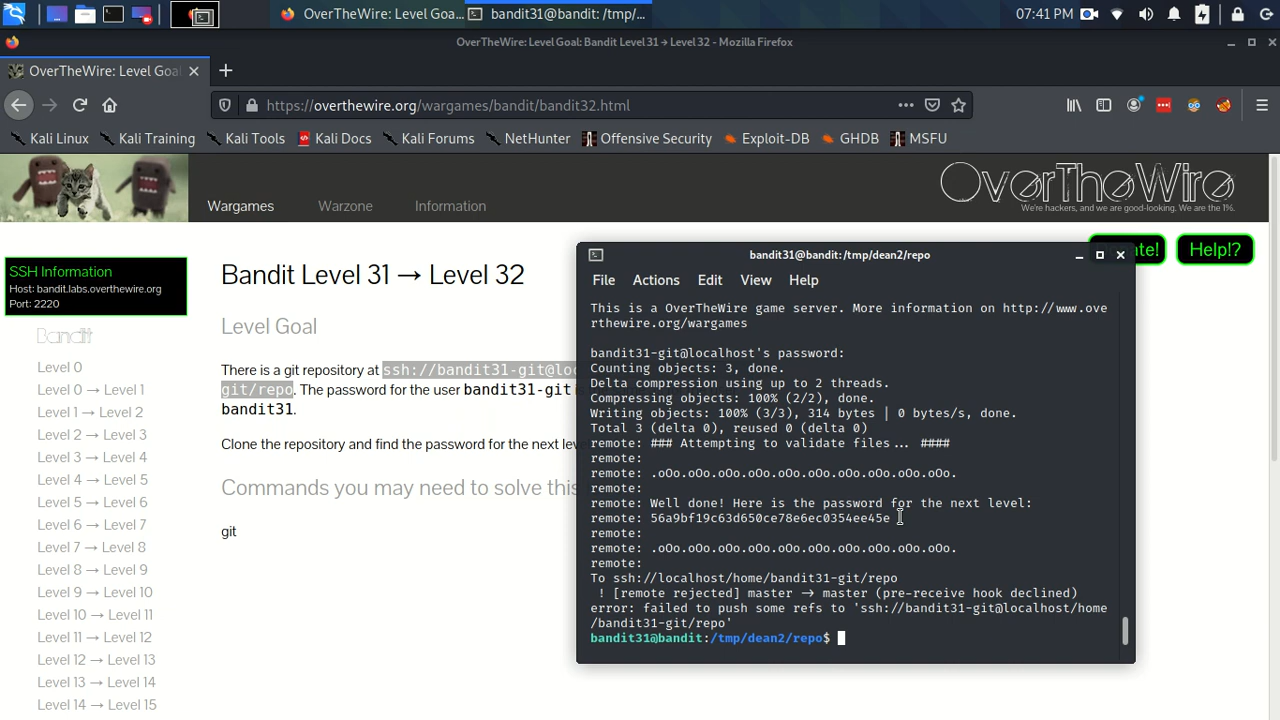 OverTheWire: Level Goa...
bandit31@bandit: /tmp/...
07:41 PM
OverTheWire: Level Goal: Bandit Level 31 → Level 32 - Mozilla Firefox
OverTheWire: Level Goal
https://overthewire.org/wargames/bandit/bandit32.html
Kali Linux
Kali Training
Kali Tools
Kali Docs
Kali Forums
NetHunter
Offensive Security
Exploit-DB
GHDB
MSFU
OverTheWire
We're hackers, and we are good-looking. We are the 1%.
Wargames
Warzone
Information
Help!?
SSH Information
Host: bandit.labs.overthewire.org
Port: 2220
Bandit
Level 0
Level 0 → Level 1
Level 1 → Level 2
Level 2 → Level 3
Level 3 → Level 4
Level 4 → Level 5
Level 5 → Level 6
Level 6 → Level 7
Level 7 → Level 8
Level 8 → Level 9
Level 9 → Level 10
Level 10 → Level 11
Level 11 → Level 12
Level 12 → Level 13
Level 13 → Level 14
Level 14 → Level 15
Bandit Level 31 → Level 32
Level Goal
There is a git repository at ssh://bandit31-git@lo
git/repo. The password for the user bandit31-git
bandit31.
Clone the repository and find the password for the next
Commands you may need to solve this
git
bandit31@bandit:/tmp/dean2/repo
File Actions Edit View Help
This is a OverTheWire game server. More information on http://www.ove
rthewire.org/wargames
bandit31-git@localhost's password:
Counting objects: 3, done.
Delta compression using up to 2 threads.
Compressing objects: 100% (2/2), done.
Writing objects: 100% (3/3), 314 bytes | 0 bytes/s, done.
Total 3 (delta 0), reused 0 (delta 0)
remote: ### Attempting to validate files... ####
remote:
remote: .oOo.oOo.oOo.oOo.oOo.oOo.oOo.oOo.oOo.oOo.
remote:
remote: Well done! Here is the password for the next level:
remote: 56a9bf19c63d650ce78e6ec0354ee45e
remote:
remote: .oOo.oOo.oOo.oOo.oOo.oOo.oOo.oOo.oOo.oOo.
remote:
To ssh://localhost/home/bandit31-git/repo
! [remote rejected] master → master (pre-receive hook declined)
error: failed to push some refs to 'ssh://bandit31-git@localhost/home
/bandit31-git/repo'
bandit31@bandit:/tmp/dean2/repo$